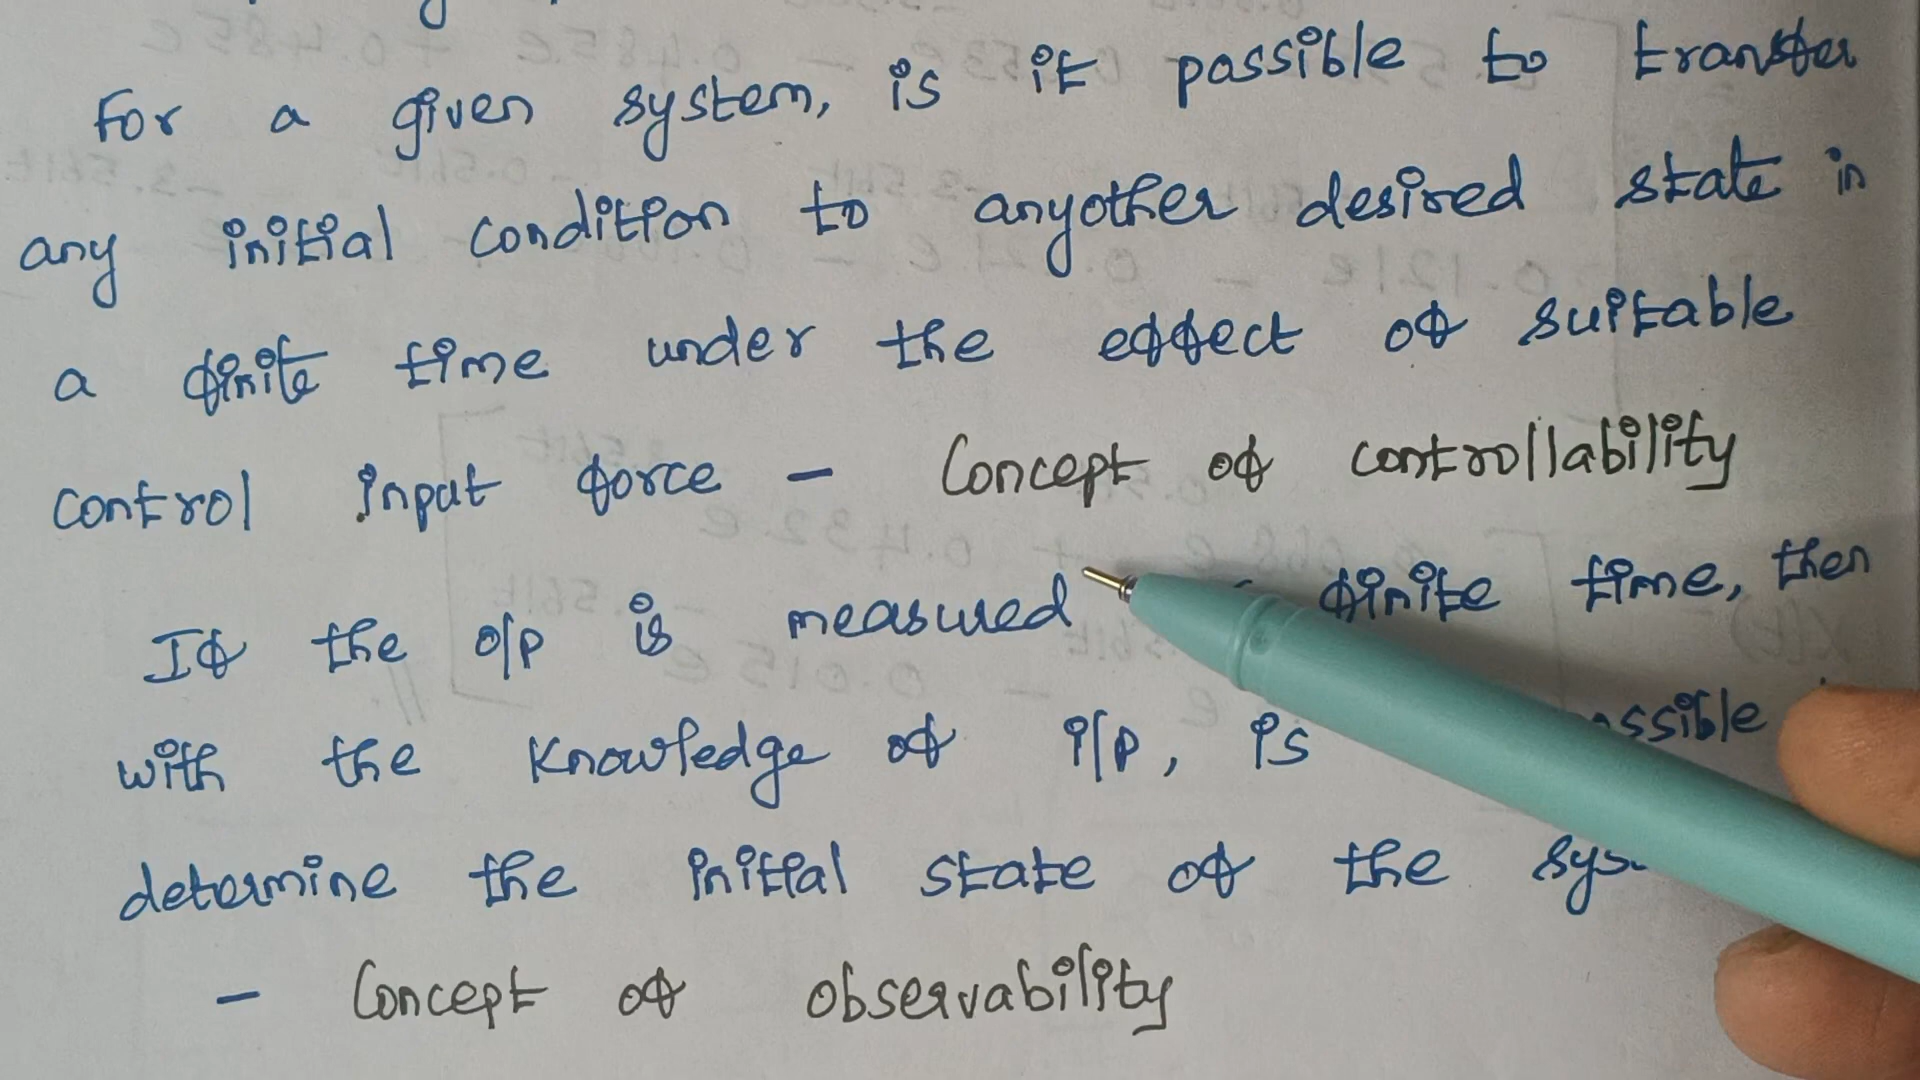 For a given system, is it possible to transfer
any initial condition to anyother desired state in
a finite time under the effect of suitable
control input force - Concept of controllability
If the o/p is measured finite time, then
with the knowledge of i/p, is
determine the initial state of the
- Concept of observability